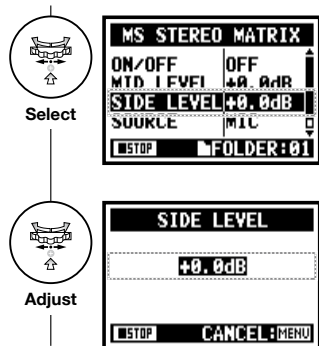 MS STEREO MATRIX
ON/OFF OFF
MID LEVEL +0.0dB
SIDE LEVEL +0.0dB
SOURCE MIC
STOP FOLDER:01
Select
SIDE LEVEL
+0.0dB
STOP CANCEL:MENU
Adjust